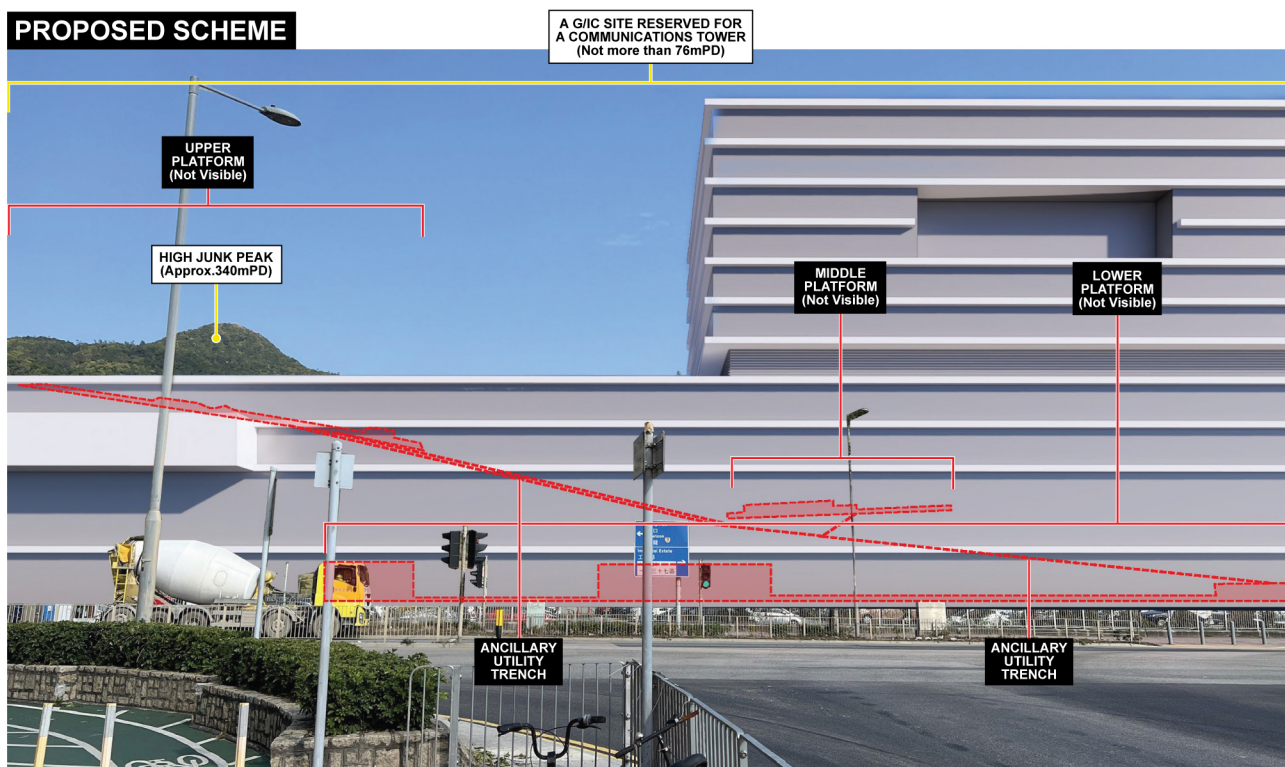 PROPOSED SCHEME
A G/IC SITE RESERVED FOR
A COMMUNICATIONS TOWER
(Not more than 76mPD)
UPPER
PLATFORM
(Not Visible)
HIGH JUNK PEAK
(Approx.340mPD)
MIDDLE
PLATFORM
(Not Visible)
LOWER
PLATFORM
(Not Visible)
Estate
ANCILLARY
UTILITY
TRENCH
ANCILLARY
UTILITY
TRENCH